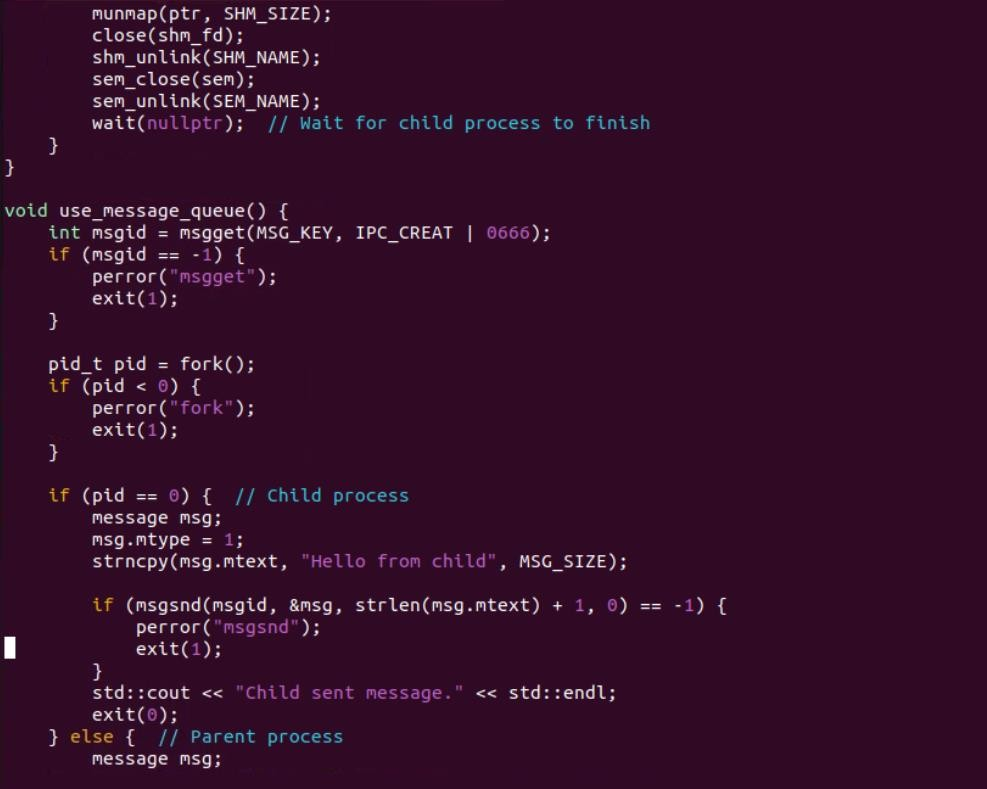 munmap(ptr, SHM_SIZE);
        close(shm_fd);
        shm_unlink(SHM_NAME);
        sem_close(sem);
        sem_unlink(SEM_NAME);
        wait(nullptr);  // Wait for child process to finish
    }
}

void use_message_queue() {
    int msgid = msgget(MSG_KEY, IPC_CREAT | 0666);
    if (msgid == -1) {
        perror("msgget");
        exit(1);
    }

    pid_t pid = fork();
    if (pid < 0) {
        perror("fork");
        exit(1);
    }

    if (pid == 0) {  // Child process
        message msg;
        msg.mtype = 1;
        strncpy(msg.mtext, "Hello from child", MSG_SIZE);

        if (msgsnd(msgid, &msg, strlen(msg.mtext) + 1, 0) == -1) {
            perror("msgsnd");
            exit(1);
        }
        std::cout << "Child sent message." << std::endl;
        exit(0);
    } else {  // Parent process
        message msg;